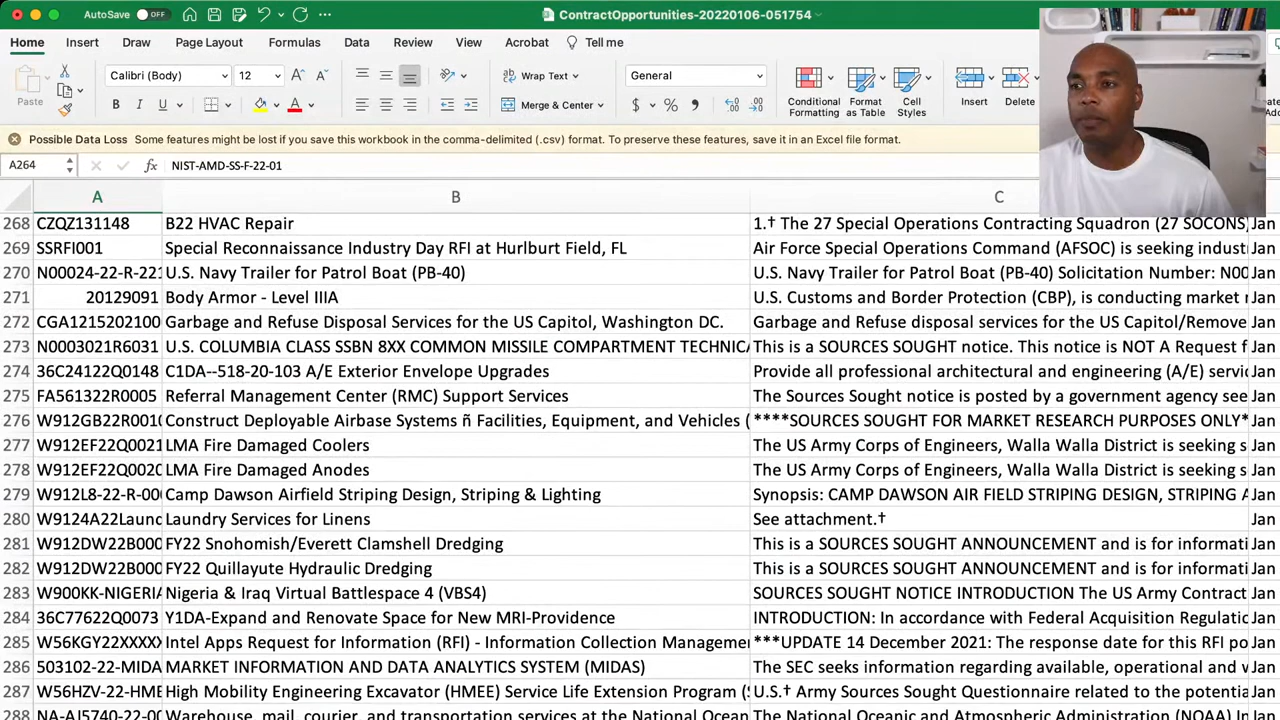 AutoSave OFF ContractOpportunities-20220106-051754
Home Insert Draw Page Layout Formulas Data Review View Acrobat Tell me
Paste Calibri (Body) 12 A A Wrap Text General
B I U A Merge & Center $ % , Conditional Formatting Format as Table Cell Styles Insert Delete
Possible Data Loss Some features might be lost if you save this workbook in the comma-delimited (.csv) format. To preserve these features, save it in an Excel file format.
A264 fx NIST-AMD-SS-F-22-01
A B C
268 CZQZ131148 B22 HVAC Repair 1.† The 27 Special Operations Contracting Squadron (27 SOCONS) Jan
269 SSRFI001 Special Reconnaissance Industry Day RFI at Hurlburt Field, FL Air Force Special Operations Command (AFSOC) is seeking indust Jan
270 N00024-22-R-221 U.S. Navy Trailer for Patrol Boat (PB-40) U.S. Navy Trailer for Patrol Boat (PB-40) Solicitation Number: N00 Jan
271 20129091 Body Armor - Level IIIA U.S. Customs and Border Protection (CBP), is conducting market Jan
272 CGA1215202100 Garbage and Refuse Disposal Services for the US Capitol, Washington DC. Garbage and Refuse disposal services for the US Capitol/Remove Jan
273 N0003021R6031 U.S. COLUMBIA CLASS SSBN 8XX COMMON MISSILE COMPARTMENT TECHNICA This is a SOURCES SOUGHT notice. This notice is NOT A Request f Jan
274 36C24122Q0148 C1DA--518-20-103 A/E Exterior Envelope Upgrades Provide all professional architectural and engineering (A/E) servic Jan
275 FA561322R0005 Referral Management Center (RMC) Support Services The Sources Sought notice is posted by a government agency see Jan
276 W912GB22R001 Construct Deployable Airbase Systems ñ Facilities, Equipment, and Vehicles ( ****SOURCES SOUGHT FOR MARKET RESEARCH PURPOSES ONLY* Jan
277 W912EF22Q0021 LMA Fire Damaged Coolers The US Army Corps of Engineers, Walla Walla District is seeking s Jan
278 W912EF22Q0020 LMA Fire Damaged Anodes The US Army Corps of Engineers, Walla Walla District is seeking s Jan
279 W912L8-22-R-00 Camp Dawson Airfield Striping Design, Striping & Lighting Synopsis: CAMP DAWSON AIR FIELD STRIPING DESIGN, STRIPING Jan
280 W9124A22Laund Laundry Services for Linens See attachment.† Jan
281 W912DW22B000 FY22 Snohomish/Everett Clamshell Dredging This is a SOURCES SOUGHT ANNOUNCEMENT and is for informati Jan
282 W912DW22B000 FY22 Quillayute Hydraulic Dredging This is a SOURCES SOUGHT ANNOUNCEMENT and is for informati Jan
283 W900KK-NIGERIA Nigeria & Iraq Virtual Battlespace 4 (VBS4) SOURCES SOUGHT NOTICE INTRODUCTION The US Army Contract Jan
284 36C77622Q0073 Y1DA-Expand and Renovate Space for New MRI-Providence INTRODUCTION: In accordance with Federal Acquisition Regulatic Jan
285 W56KGY22XXXX Intel Apps Request for Information (RFI) - Information Collection Manageme ***UPDATE 14 December 2021: The response date for this RFI po Jan
286 503102-22-MIDA MARKET INFORMATION AND DATA ANALYTICS SYSTEM (MIDAS) The SEC seeks information regarding available, operational and Jan
287 W56HZV-22-HME High Mobility Engineering Excavator (HMEE) Service Life Extension Program ( U.S.† Army Sources Sought Questionnaire related to the potentia Jan
288 NA-AJ5740-22-00 Warehouse, mail, courier, and transportation services at the National Ocean The National Oceanic and Atmospheric Administration (NOAA) In Jan